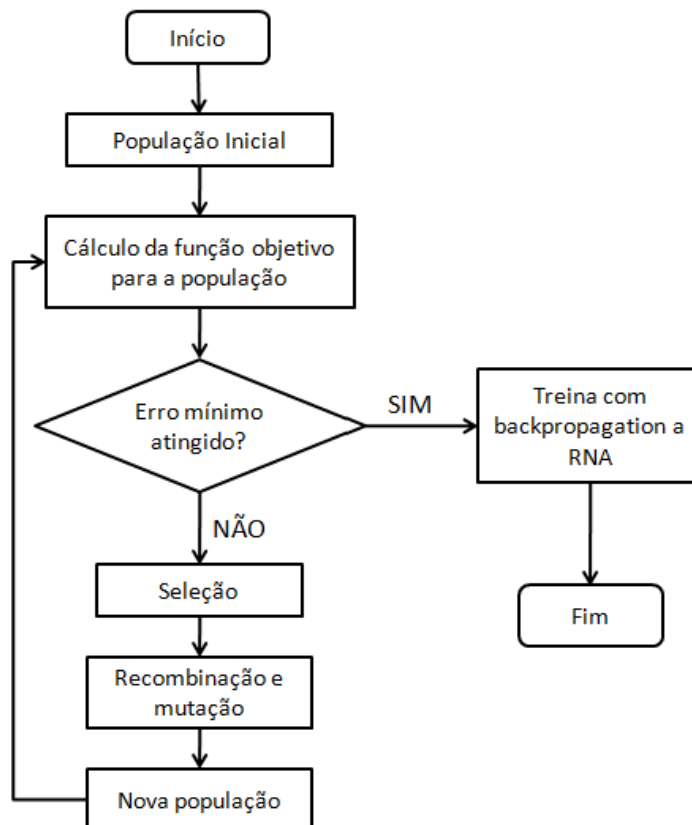 Início
População Inicial
Cálculo da função objetivo
para a população
Erro mínimo
atingido?
SIM
Treina com
backpropagation a
RNA
NÃO
Seleção
Fim
Recombinação e
mutação
Nova população